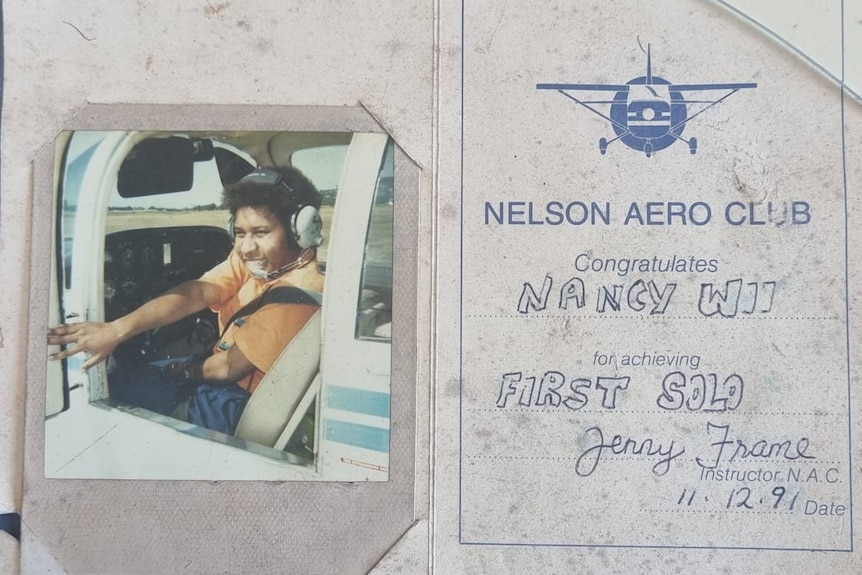 NELSON AERO CLUB
Congratulates
NANCY WII
for achieving
FIRST SOLO
Jenny Frame
Instructor N.A.C.
11. 12. 91 Date